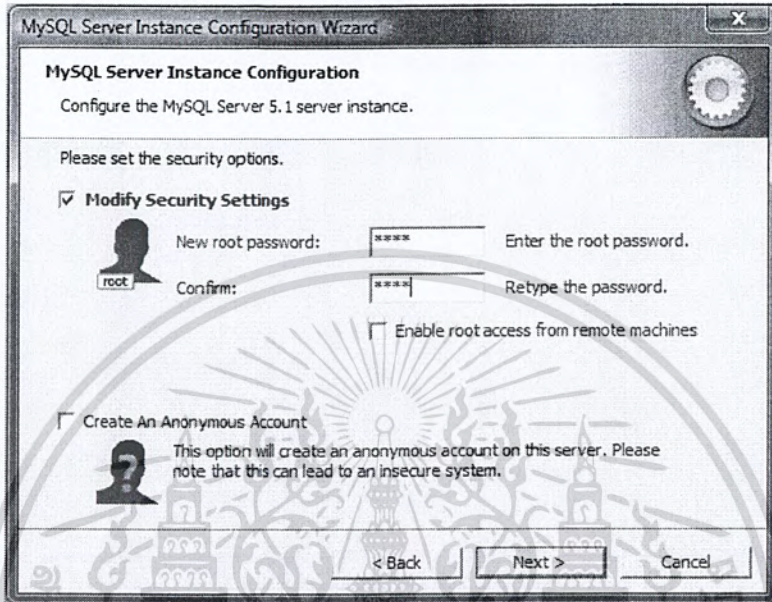 MySQL Server Instance Configuration Wizard
MySQL Server Instance Configuration
Configure the MySQL Server 5.1 server instance.
Please set the security options.
Modify Security Settings
root
New root password: **** Enter the root password.
Confirm: **** Retype the password.
Enable root access from remote machines
Create An Anonymous Account
This option will create an anonymous account on this server. Please
note that this can lead to an insecure system.
< Back Next > Cancel